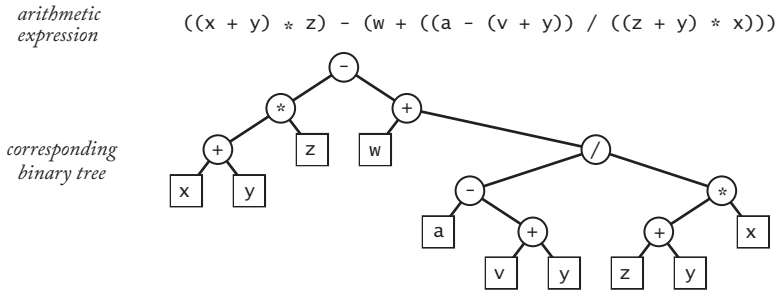 arithmetic
expression
((x + y) * z) - (w + ((a - (v + y)) / ((z + y) * x)))
-
* +
corresponding
binary tree
+ z w /
x y - *
a + + x
v y z y